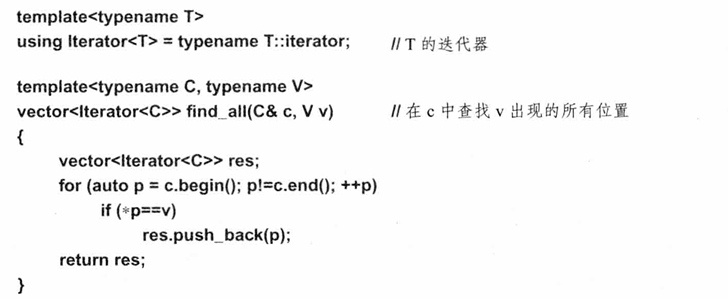 template<typename T>
using Iterator<T> = typename T::iterator; // T 的迭代器
template<typename C, typename V>
vector<Iterator<C>> find_all(C& c, V v) // 在 c 中查找 v 出现的所有位置
{
vector<Iterator<C>> res;
for (auto p = c.begin(); p!=c.end(); ++p)
if (*p==v)
res.push_back(p);
return res;
}